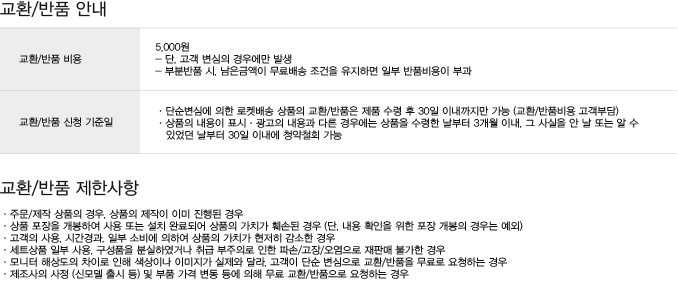 교환/반품 안내
교환/반품 비용
5,000원
– 단, 고객 변심의 경우에만 발생
– 부분반품 시, 남은금액이 무료배송 조건을 유지하면 일부 반품비용이 부과
교환/반품 신청 기준일
· 단순변심에 의한 로켓배송 상품의 교환/반품은 제품 수령 후 30일 이내까지만 가능 (교환/반품비용 고객부담)
· 상품의 내용이 표시·광고의 내용과 다른 경우에는 상품을 수령한 날부터 3개월 이내, 그 사실을 안 날 또는 알 수
있었던 날부터 30일 이내에 청약철회 가능
교환/반품 제한사항
· 주문/제작 상품의 경우, 상품의 제작이 이미 진행된 경우
· 상품 포장을 개봉하여 사용 또는 설치 완료되어 상품의 가치가 훼손된 경우 (단, 내용 확인을 위한 포장 개봉의 경우는 예외)
· 고객의 사용, 시간경과, 일부 소비에 의하여 상품의 가치가 현저히 감소한 경우
· 세트상품 일부 사용, 구성품을 분실하였거나 취급 부주의로 인한 파손/고장/오염으로 재판매 불가한 경우
· 모니터 해상도의 차이로 인해 색상이나 이미지가 실제와 달라, 고객이 단순 변심으로 교환/반품을 무료로 요청하는 경우
· 제조사의 사정 (신모델 출시 등) 및 부품 가격 변동 등에 의해 무료 교환/반품으로 요청하는 경우